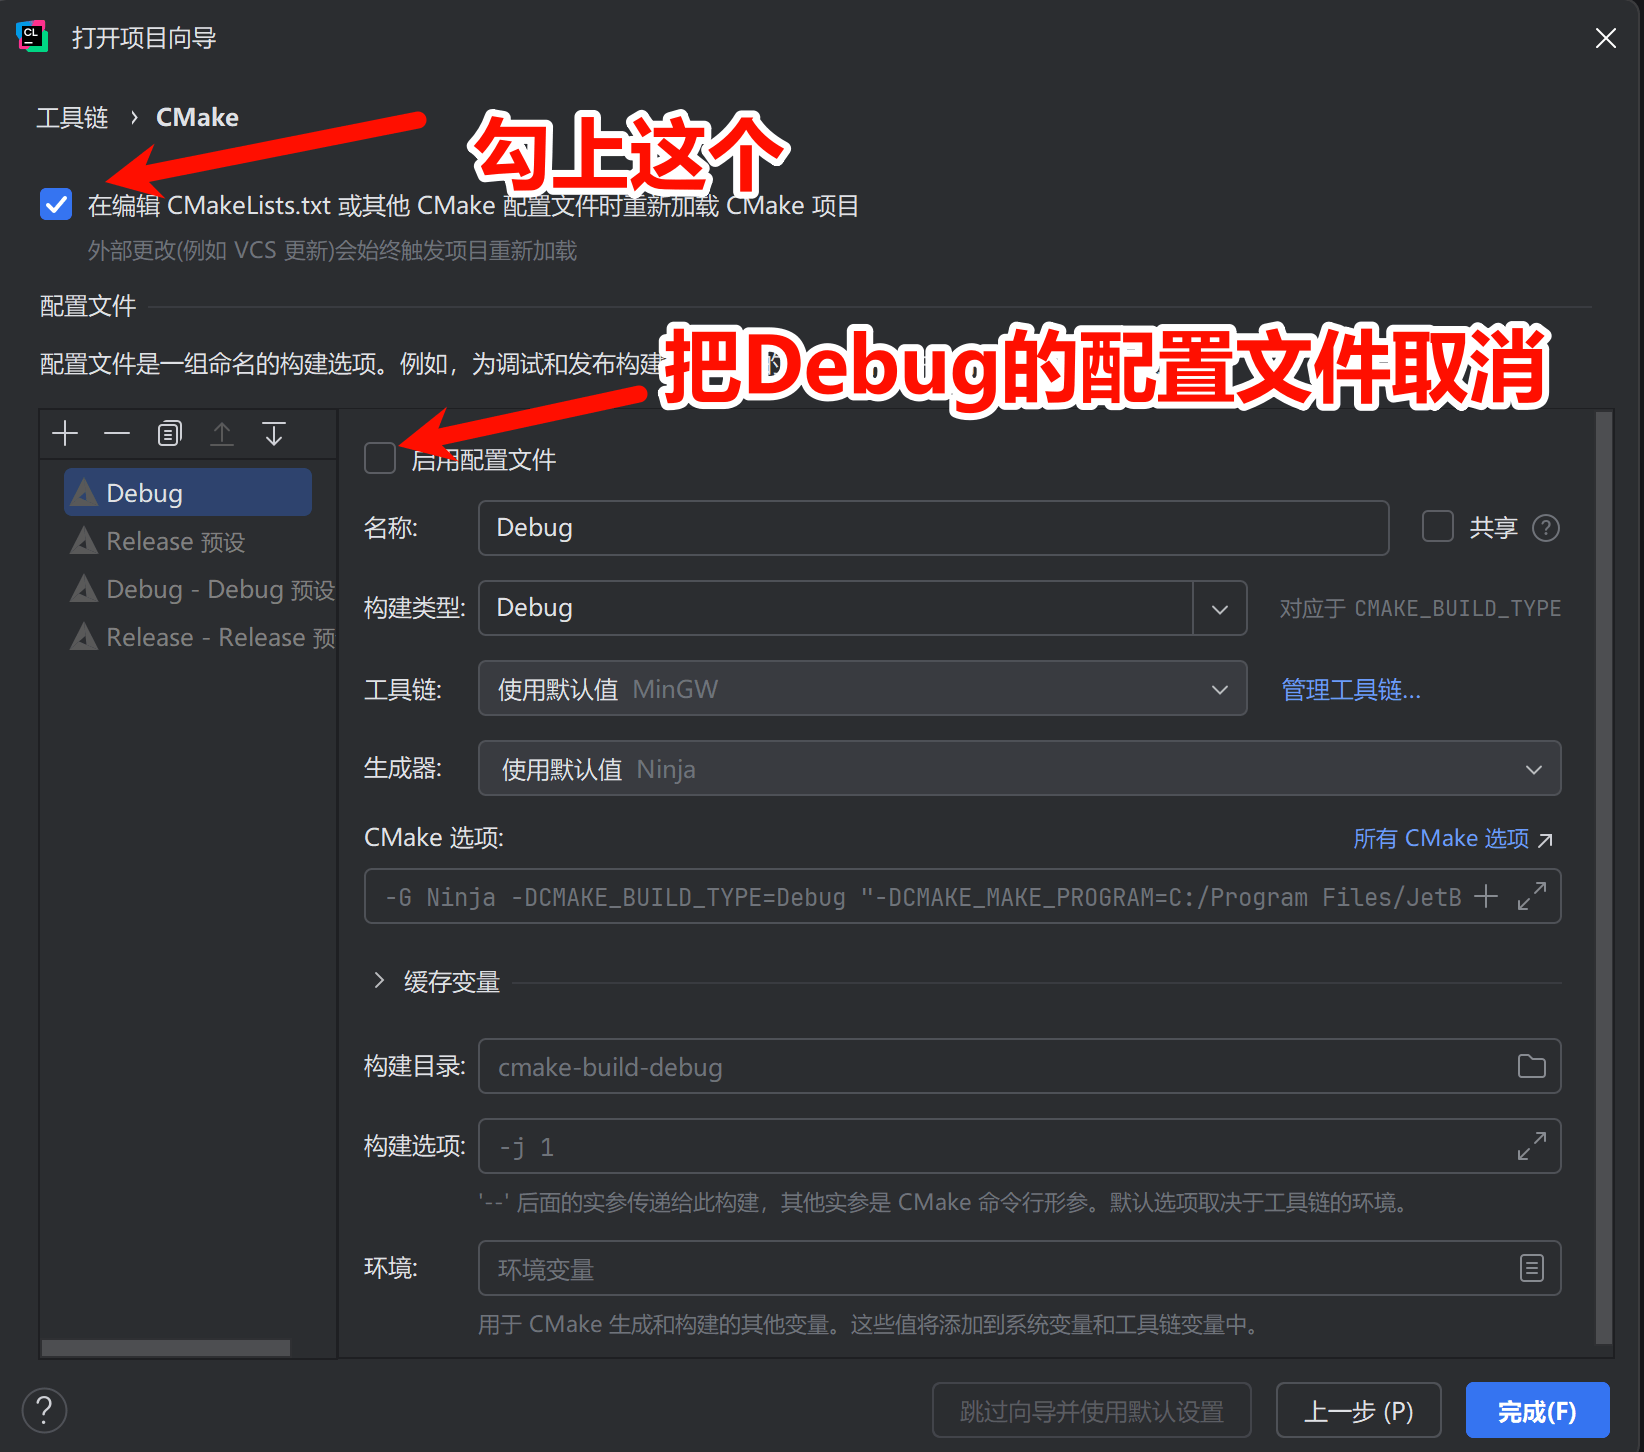 CL
打开项目向导
工具链 › CMake
勾上这个
在编辑 CMakeLists.txt 或其他 CMake 配置文件时重新加载 CMake 项目
外部更改(例如 VCS 更新)会始终触发项目重新加载
配置文件
配置文件是一组命名的构建选项。例如，为调试和发布构建
把Debug的配置文件取消
启用配置文件
Debug
Release 预设
Debug - Debug 预设
Release - Release 预
名称:
Debug
共享
?
构建类型:
Debug
对应于 CMAKE_BUILD_TYPE
工具链:
使用默认值 MinGW
管理工具链...
生成器:
使用默认值 Ninja
CMake 选项:
所有 CMake 选项
-G Ninja -DCMAKE_BUILD_TYPE=Debug "-DCMAKE_MAKE_PROGRAM=C:/Program Files/JetB
缓存变量
构建目录:
cmake-build-debug
构建选项:
-j 1
'--' 后面的实参传递给此构建，其他实参是 CMake 命令行形参。默认选项取决于工具链的环境。
环境:
环境变量
用于 CMake 生成和构建的其他变量。这些值将添加到系统变量和工具链变量中。
?
跳过向导并使用默认设置
上一步 (P)
完成(F)